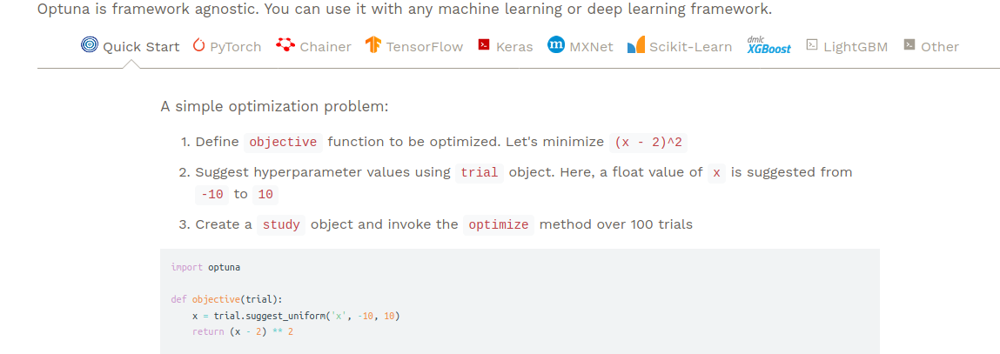 Optuna is framework agnostic. You can use it with any machine learning or deep learning framework.
Quick Start PyTorch Chainer TensorFlow Keras m MXNet Scikit-Learn dmlc XGBoost LightGBM Other
A simple optimization problem:
1. Define objective function to be optimized. Let's minimize (x - 2)^2
2. Suggest hyperparameter values using trial object. Here, a float value of x is suggested from
-10 to 10
3. Create a study object and invoke the optimize method over 100 trials
import optuna
def objective(trial):
    x = trial.suggest_uniform('x', -10, 10)
    return (x - 2) ** 2